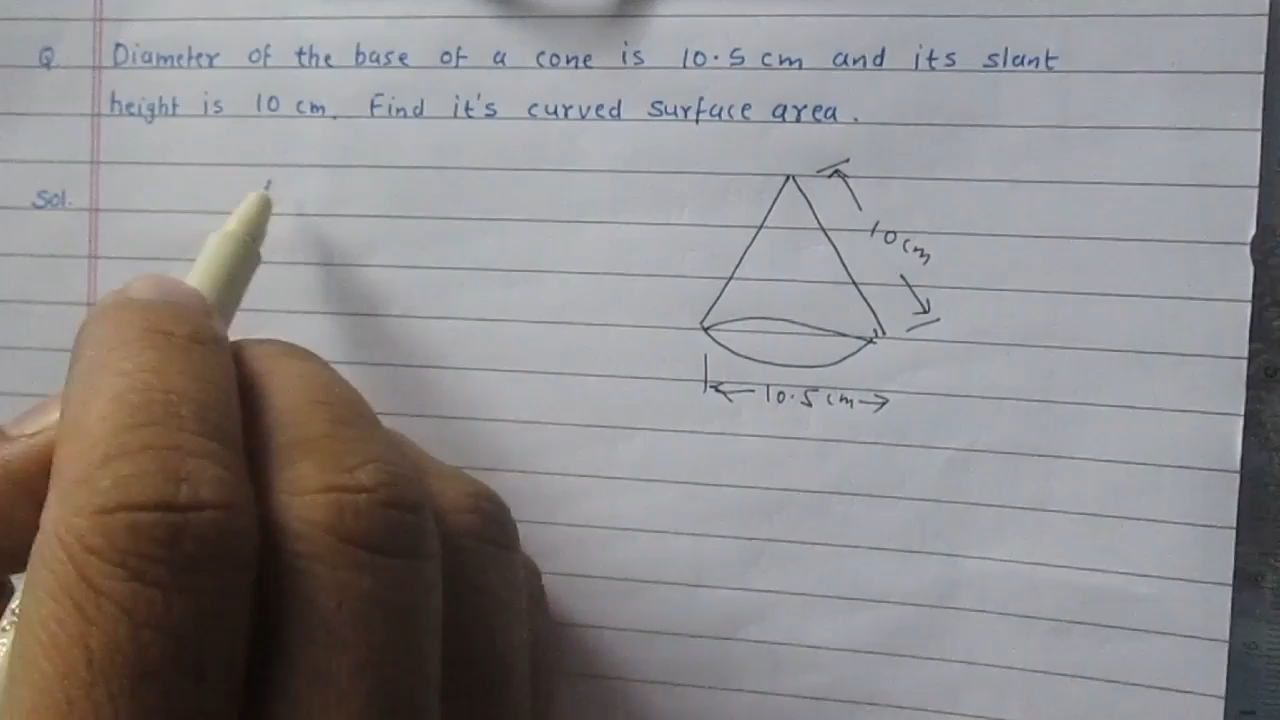 Q. Diameter of the base of a cone is 10.5 cm and its slant
height is 10 cm. Find it's curved surface area.
Sol.
10 cm
10.5 cm